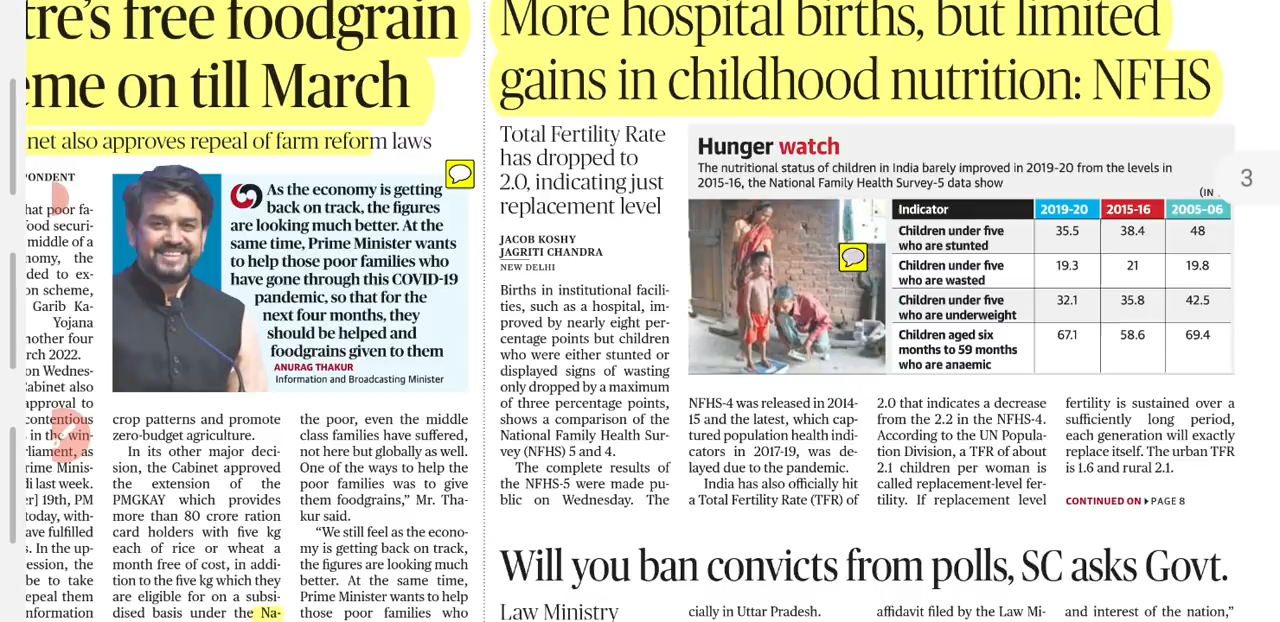 tre's free foodgrain
eme on till March
net also approves repeal of farm reform laws
PONDENT
hat poor fa-
ood securi-
middle of a
nomy, the
ded to ex-
on scheme,
Garib Ka-
Yojana
nother four
rch 2022.
on Wednes-
Cabinet also
approval to
contentious
in the win-
rliament, as
rime Minis-
di last week.
er] 19th, PM
today, with-
ave fulfilled
s. In the up-
ession, the
be to take
epeal them
nformation
As the economy is getting
back on track, the figures
are looking much better. At the
same time, Prime Minister wants
to help those poor families who
have gone through this COVID-19
pandemic, so that for the
next four months, they
should be helped and
foodgrains given to them
ANURAG THAKUR
Information and Broadcasting Minister
crop patterns and promote
zero-budget agriculture.
In its other major deci-
sion, the Cabinet approved
the extension of the
PMGKAY which provides
more than 80 crore ration
card holders with five kg
each of rice or wheat a
month free of cost, in addi-
tion to the five kg which they
are eligible for on a subsi-
dised basis under the Na-
the poor, even the middle
class families have suffered,
not here but globally as well.
One of the ways to help the
poor families was to give
them foodgrains,” Mr. Tha-
kur said.
“We still feel as the econo-
my is getting back on track,
the figures are looking much
better. At the same time,
Prime Minister wants to help
those poor families who
More hospital births, but limited
gains in childhood nutrition: NFHS
Total Fertility Rate
has dropped to
2.0, indicating just
replacement level
JACOB KOSHY
JAGRITI CHANDRA
NEW DELHI
Births in institutional facili-
ties, such as a hospital, im-
proved by nearly eight per-
centage points but children
who were either stunted or
displayed signs of wasting
only dropped by a maximum
of three percentage points,
shows a comparison of the
National Family Health Sur-
vey (NFHS) 5 and 4.
The complete results of
the NFHS-5 were made pu-
blic on Wednesday. The
Hunger watch
The nutritional status of children in India barely improved in 2019-20 from the levels in
2015-16, the National Family Health Survey-5 data show
(IN
3
Indicator 2019-20 2015-16 2005-06
Children under five
who are stunted 35.5 38.4 48
Children under five
who are wasted 19.3 21 19.8
Children under five
who are underweight 32.1 35.8 42.5
Children aged six
months to 59 months
who are anaemic 67.1 58.6 69.4
NFHS-4 was released in 2014-
15 and the latest, which cap-
tured population health indi-
cators in 2017-19, was de-
layed due to the pandemic.
India has also officially hit
a Total Fertility Rate (TFR) of
2.0 that indicates a decrease
from the 2.2 in the NFHS-4.
According to the UN Popula-
tion Division, a TFR of about
2.1 children per woman is
called replacement-level fer-
tility. If replacement level
fertility is sustained over a
sufficiently long period,
each generation will exactly
replace itself. The urban TFR
is 1.6 and rural 2.1.
CONTINUED ON PAGE 8
Will you ban convicts from polls, SC asks Govt.
Law Ministry
cially in Uttar Pradesh.
affidavit filed by the Law Mi-
and interest of the nation,”